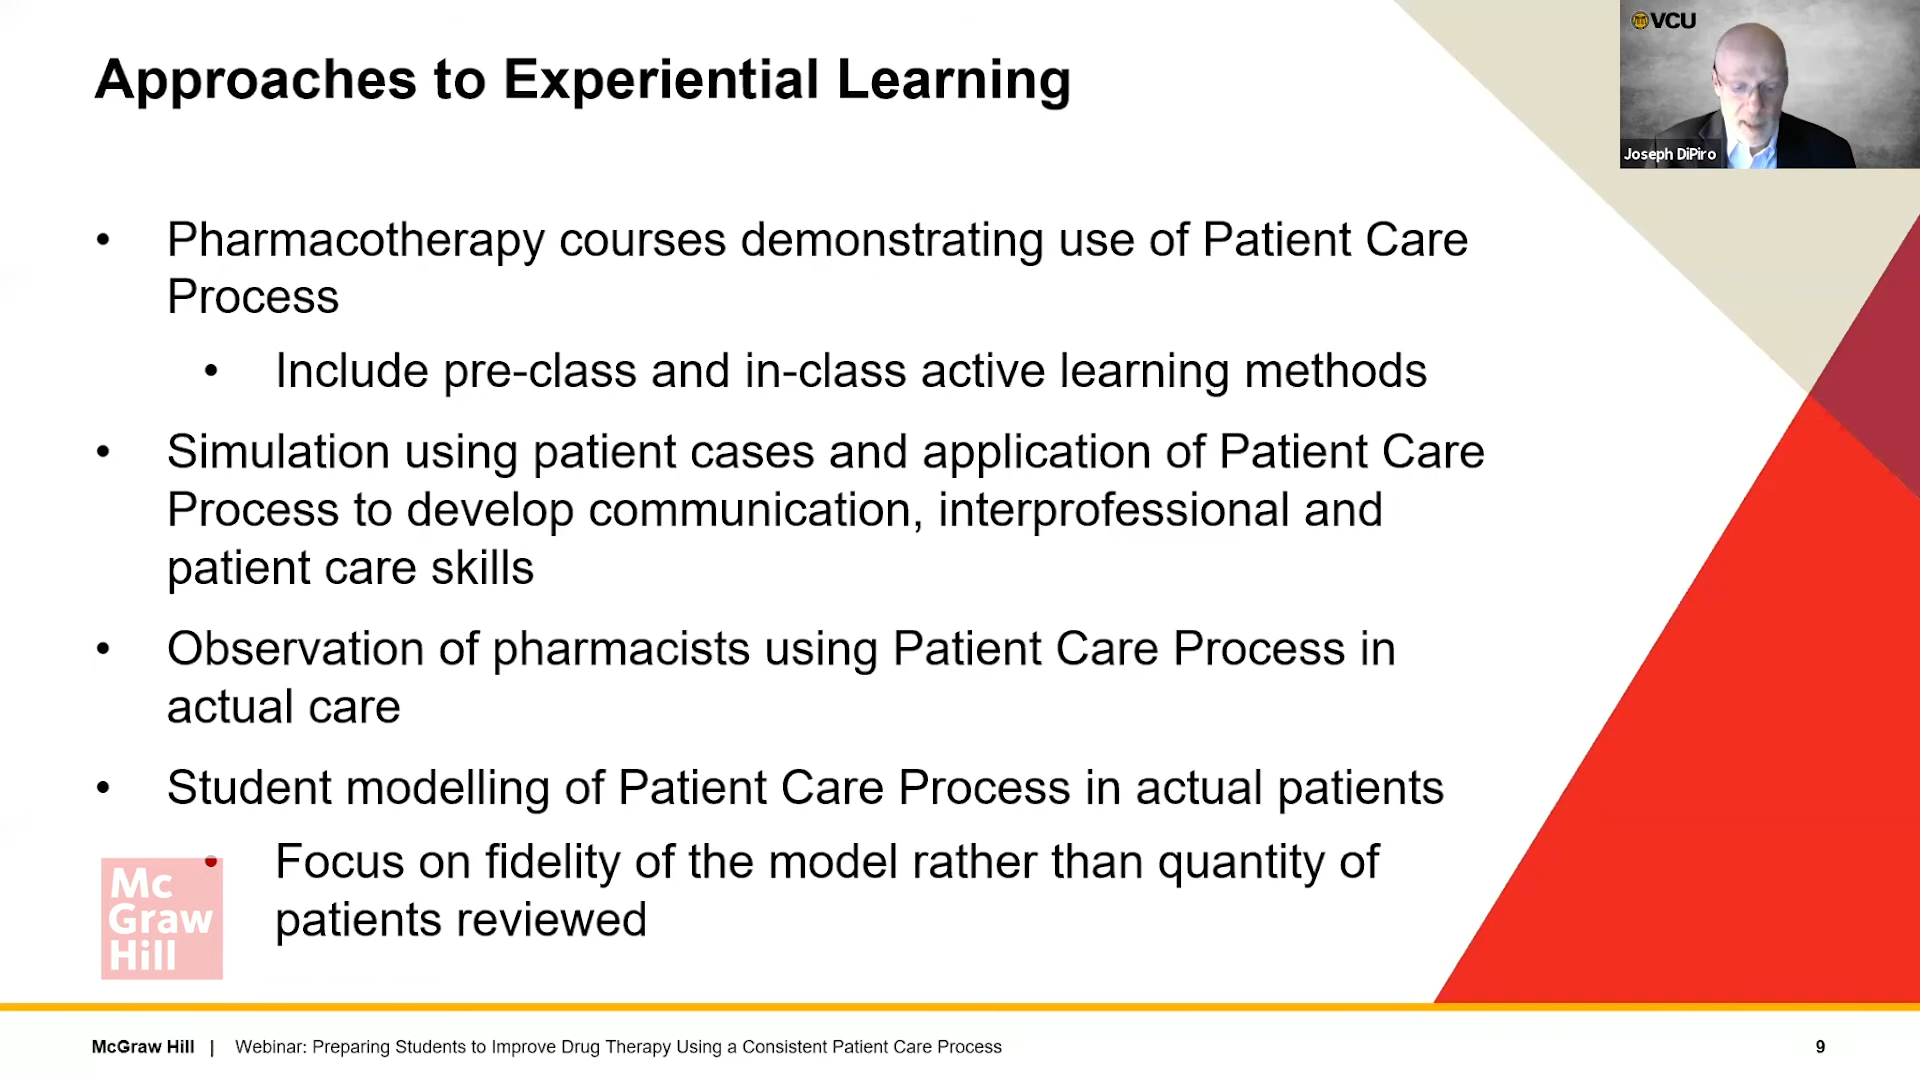 Approaches to Experiential Learning
VCU
Joseph DiPiro
• Pharmacotherapy courses demonstrating use of Patient Care
Process
• Include pre-class and in-class active learning methods
• Simulation using patient cases and application of Patient Care
Process to develop communication, interprofessional and
patient care skills
• Observation of pharmacists using Patient Care Process in
actual care
• Student modelling of Patient Care Process in actual patients
• Focus on fidelity of the model rather than quantity of
patients reviewed
Mc
Graw
Hill
McGraw Hill | Webinar: Preparing Students to Improve Drug Therapy Using a Consistent Patient Care Process 9